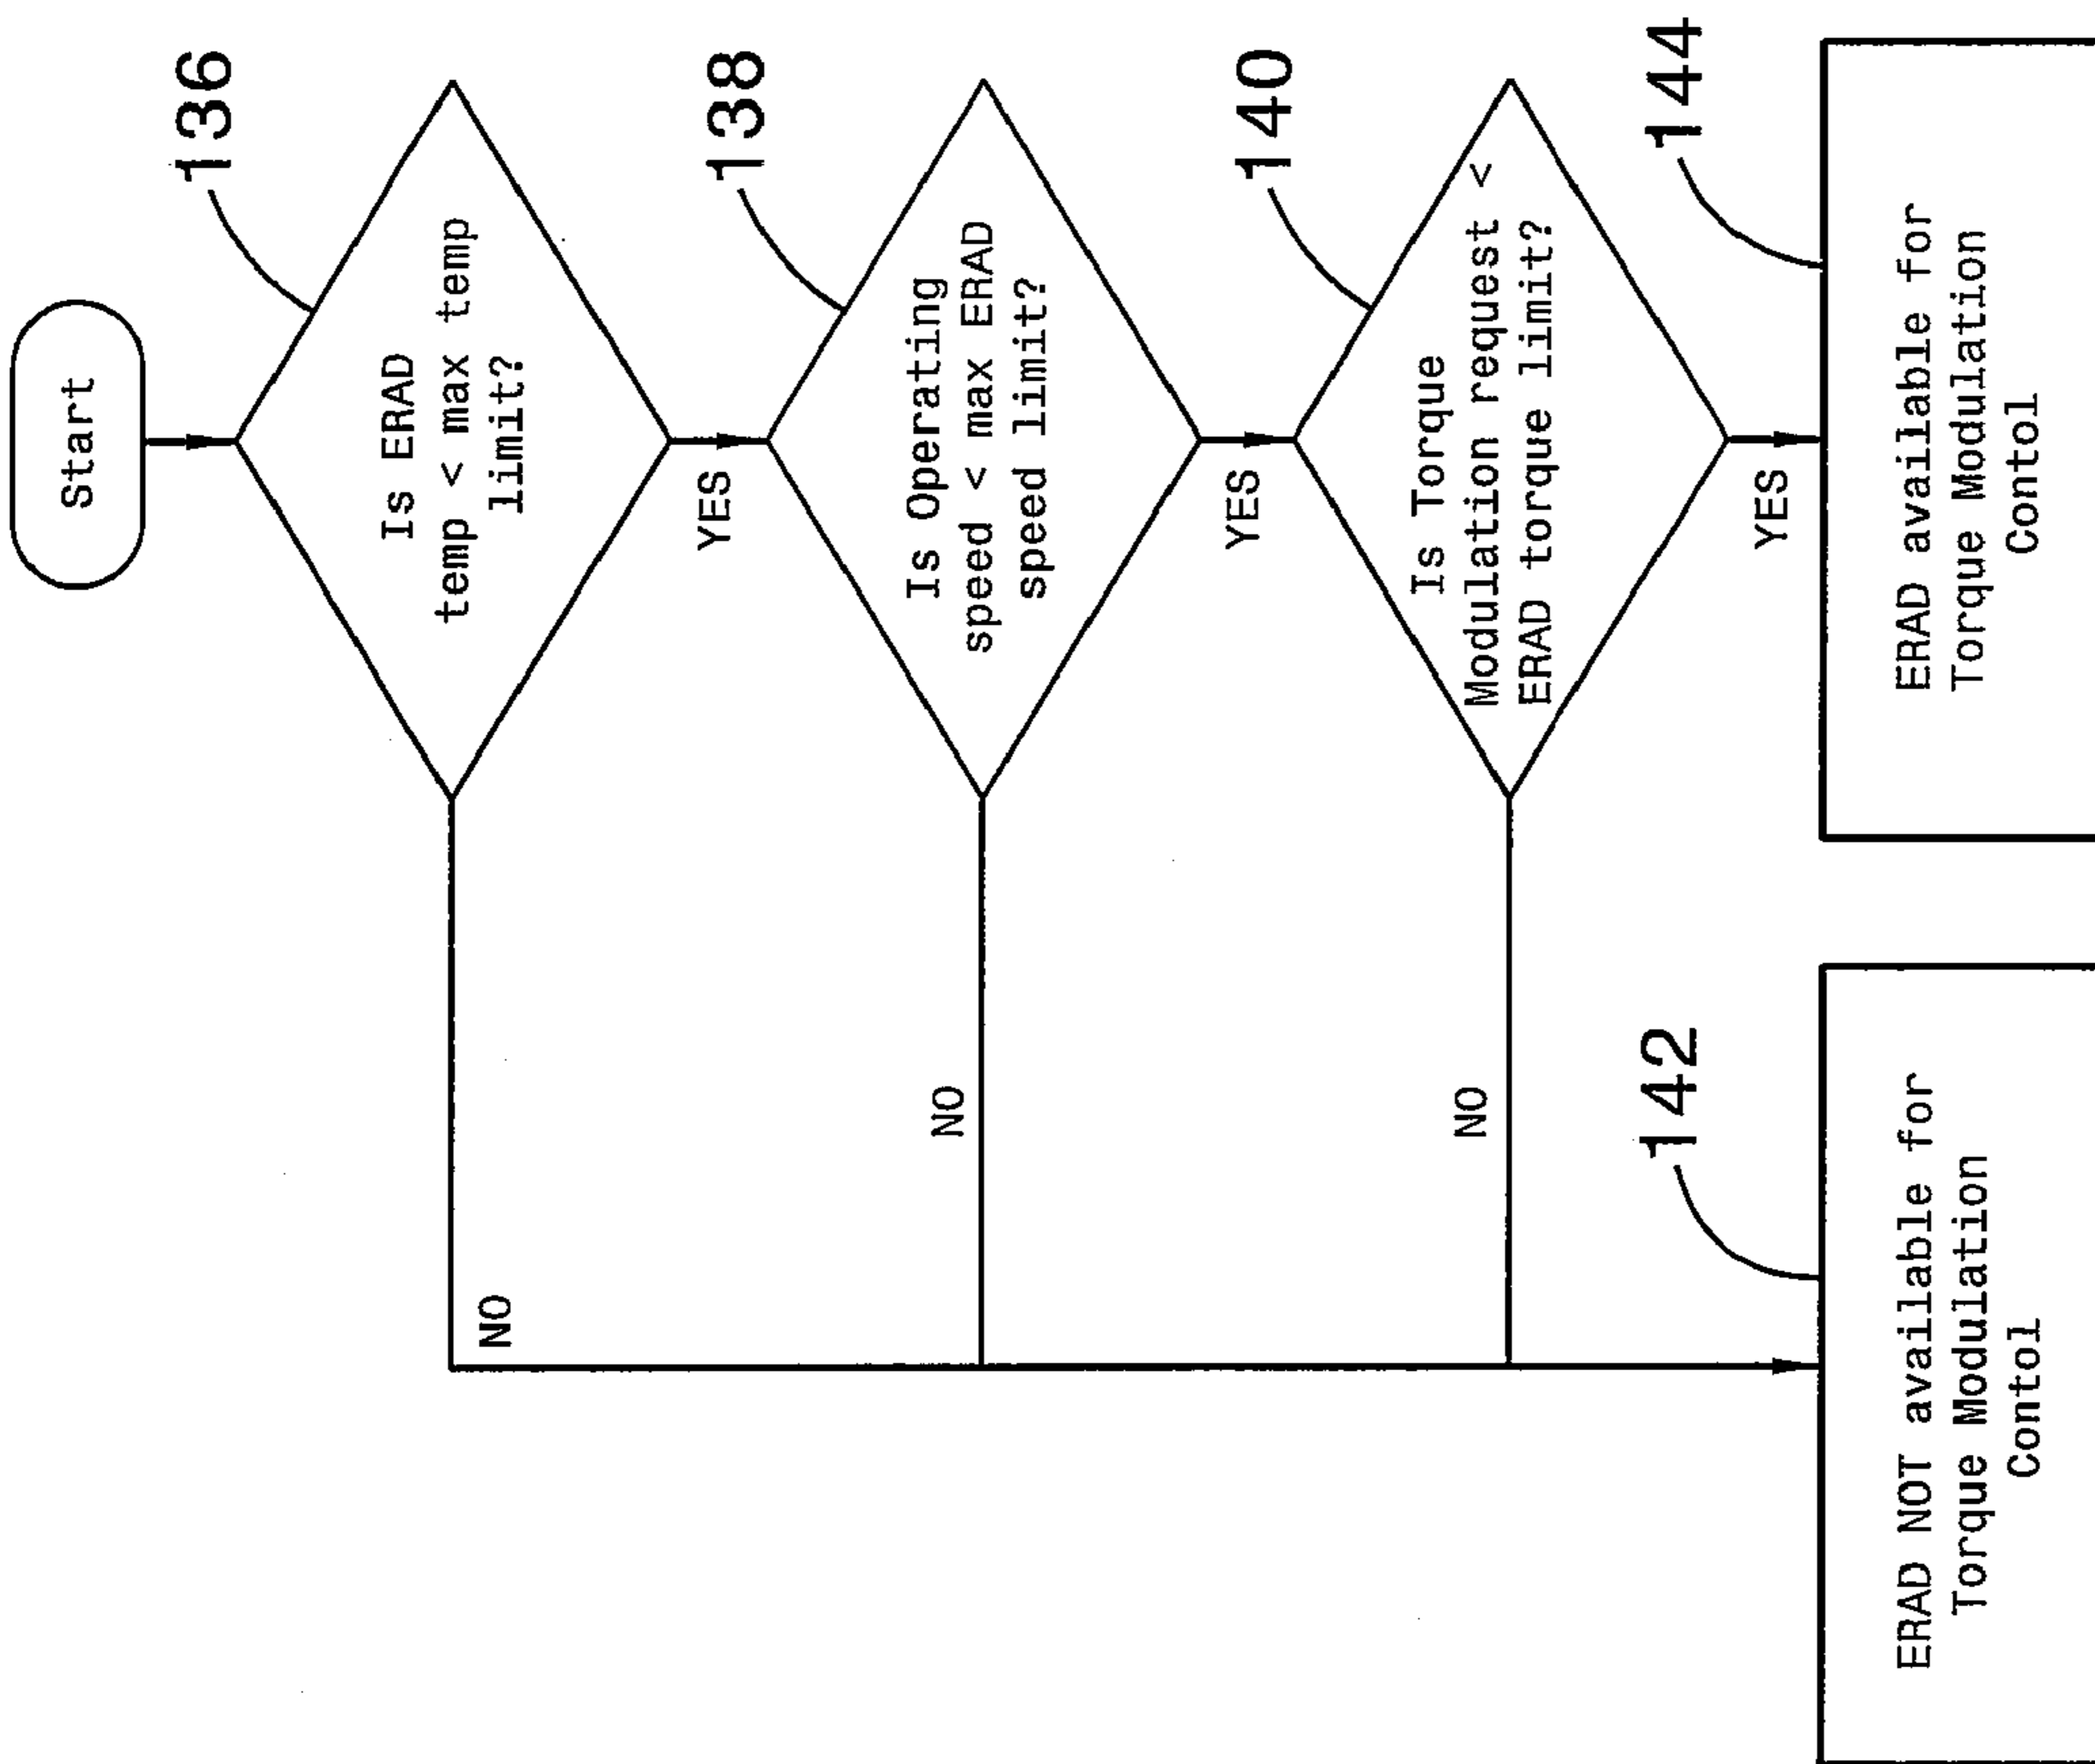 Start
136
Is ERAD
temp < max temp
limit?
YES
NO
138
Is Operating
speed < max ERAD
speed limit?
YES
NO
140
Is Torque
Modulation request <
ERAD torque limit?
YES
NO
142
ERAD NOT available for
Torque Modulation
Contol
144
ERAD available for
Torque Modulation
Contol